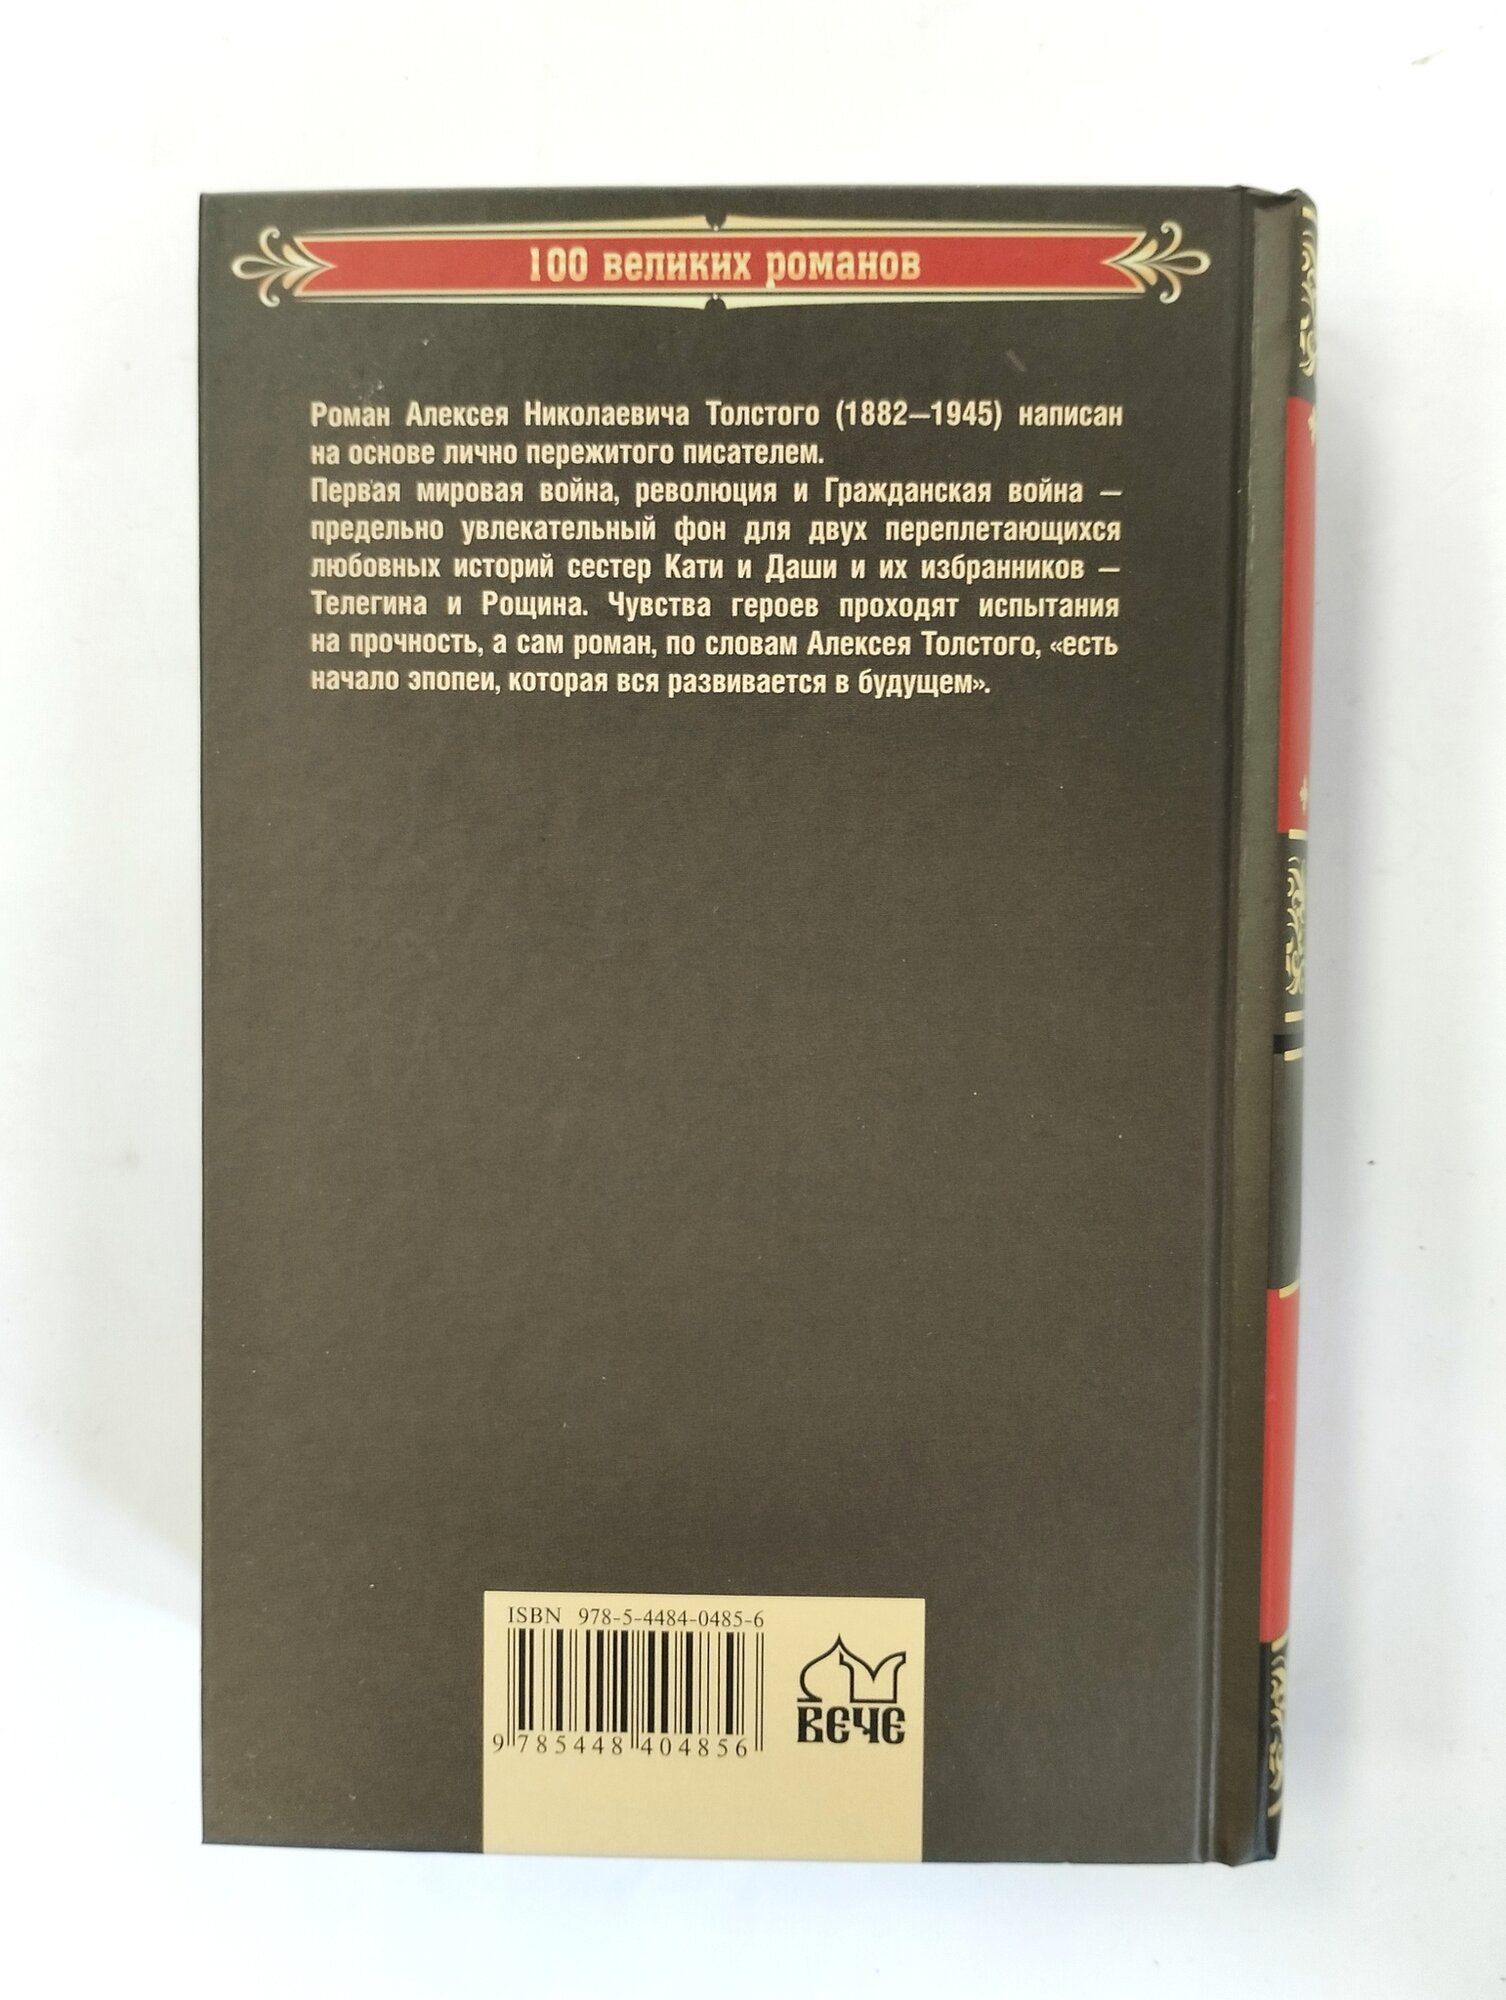 100 великих романов
Роман Алексея Николаевича Толстого (1882—1945) написан
на основе лично пережитого писателем.
Первая мировая война, революция и Гражданская война —
предельно увлекательный фон для двух переплетающихся
любовных историй сестер Кати и Даши и их избранников —
Телегина и Рощина. Чувства героев проходят испытания
на прочность, а сам роман, по словам Алексея Толстого, «есть
начало эпопеи, которая вся развивается в будущем».
ISBN 978-5-4484-0485-6
9 785448 404856
ВЕЧЕ